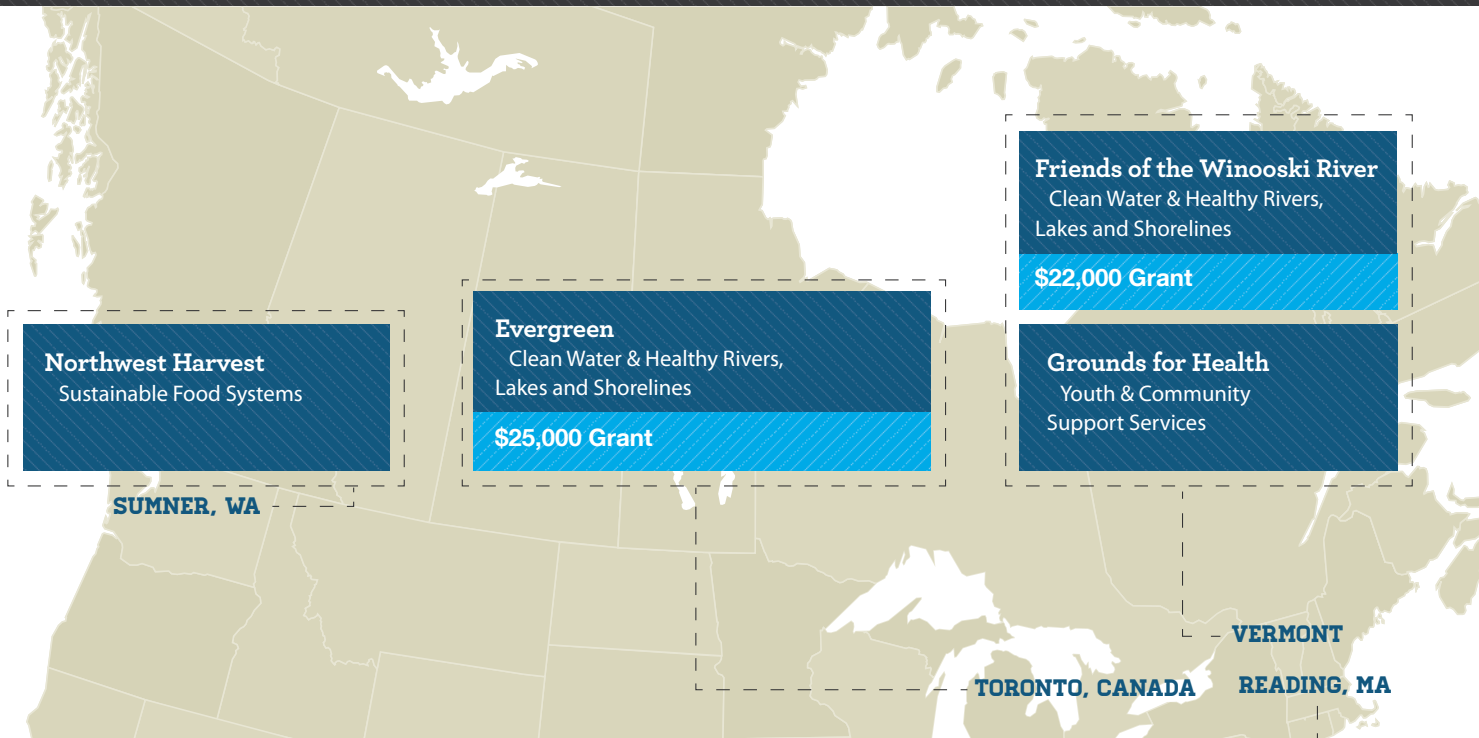 Friends of the Winooski River
Clean Water & Healthy Rivers,
Lakes and Shorelines
$22,000 Grant
Evergreen
Clean Water & Healthy Rivers,
Lakes and Shorelines
$25,000 Grant
Northwest Harvest
Sustainable Food Systems
Grounds for Health
Youth & Community
Support Services
SUMNER, WA
VERMONT
TORONTO, CANADA
READING, MA